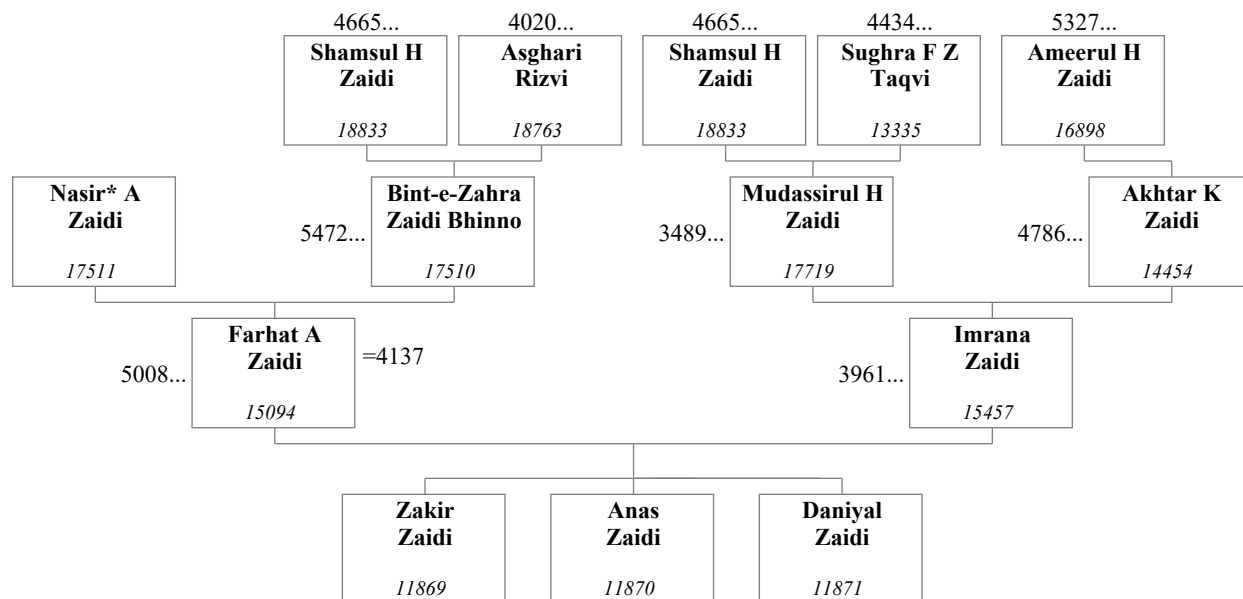 4665... 4020... 4665... 4434... 5327...
Shamsul H Asghari Shamsul H Sughra F Z Ameerul H
Zaidi Rizvi Zaidi Taqvi Zaidi
18833 18763 18833 13335 16898
Nasir* A Bint-e-Zahra Mudassirul H Akhtar K
Zaidi Zaidi Bhinno Zaidi Zaidi
5472... 3489... 4786...
17511 17510 17719 14454
Farhat A Imrana
Zaidi =4137 Zaidi
5008... 3961...
15094 15457
Zakir Anas Daniyal
Zaidi Zaidi Zaidi
11869 11870 11871